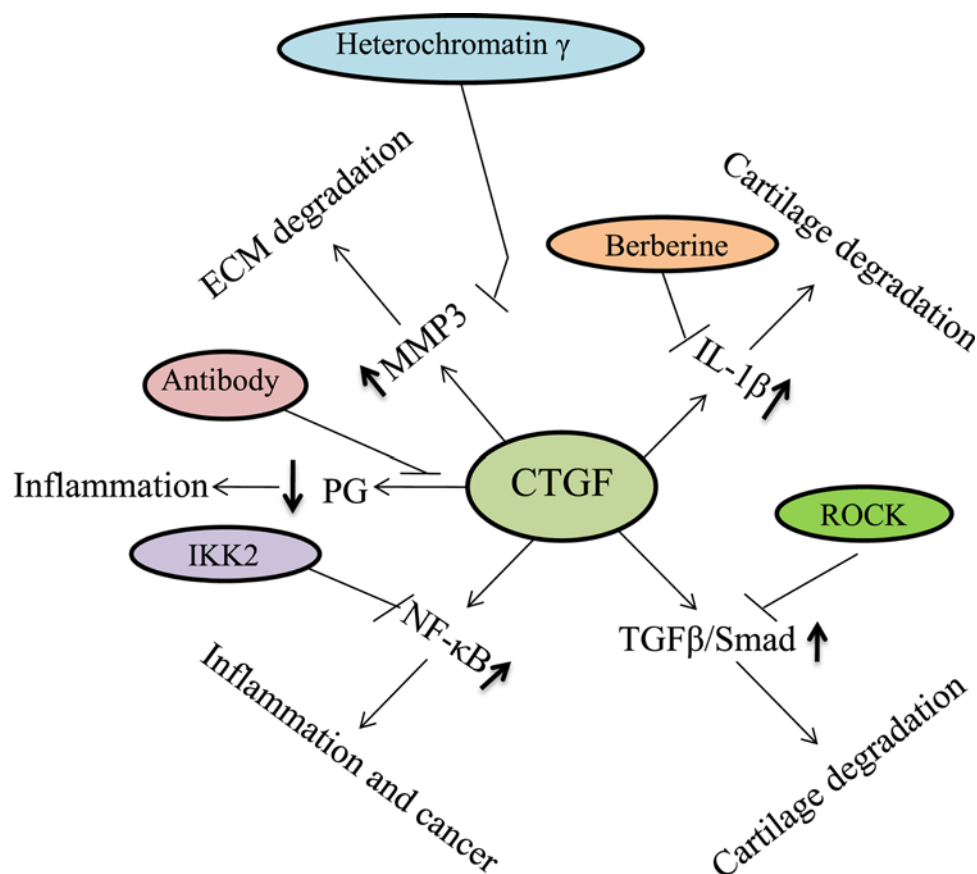 Heterochromatin γ
ECM degradation
Cartilage degradation
Berberine
MMP3
IL-1β
Antibody
CTGF
Inflammation
PG
ROCK
IKK2
NF-κB
TGFβ/Smad
Inflammation and cancer
Cartilage degradation